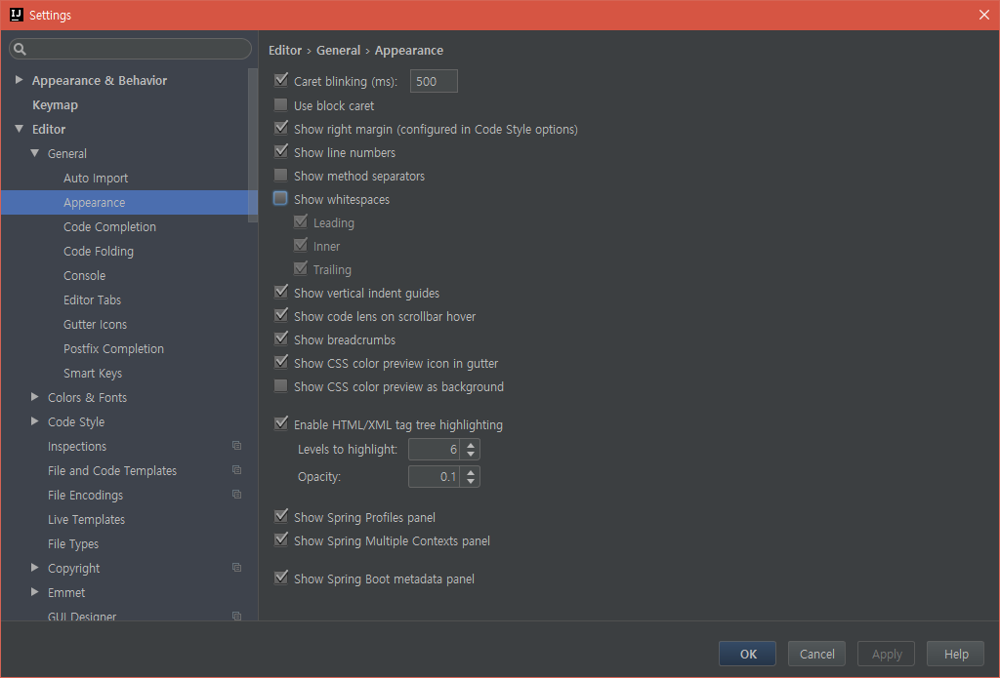 IJ Settings
Appearance & Behavior
Keymap
Editor
General
Auto Import
Appearance
Code Completion
Code Folding
Console
Editor Tabs
Gutter Icons
Postfix Completion
Smart Keys
Colors & Fonts
Code Style
Inspections
File and Code Templates
File Encodings
Live Templates
File Types
Copyright
Emmet
GUI Designer
Editor › General › Appearance
Caret blinking (ms): 500
Use block caret
Show right margin (configured in Code Style options)
Show line numbers
Show method separators
Show whitespaces
Leading
Inner
Trailing
Show vertical indent guides
Show code lens on scrollbar hover
Show breadcrumbs
Show CSS color preview icon in gutter
Show CSS color preview as background
Enable HTML/XML tag tree highlighting
Levels to highlight: 6
Opacity: 0.1
Show Spring Profiles panel
Show Spring Multiple Contexts panel
Show Spring Boot metadata panel
OK Cancel Apply Help